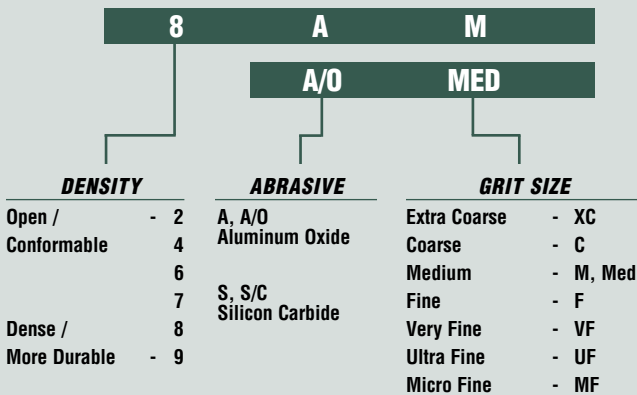 8 A M
A/O MED
DENSITY
Open / - 2
Conformable 4
6
7
Dense / 8
More Durable - 9
ABRASIVE
A, A/O
Aluminum Oxide
S, S/C
Silicon Carbide
GRIT SIZE
Extra Coarse - XC
Coarse - C
Medium - M, Med
Fine - F
Very Fine - VF
Ultra Fine - UF
Micro Fine - MF